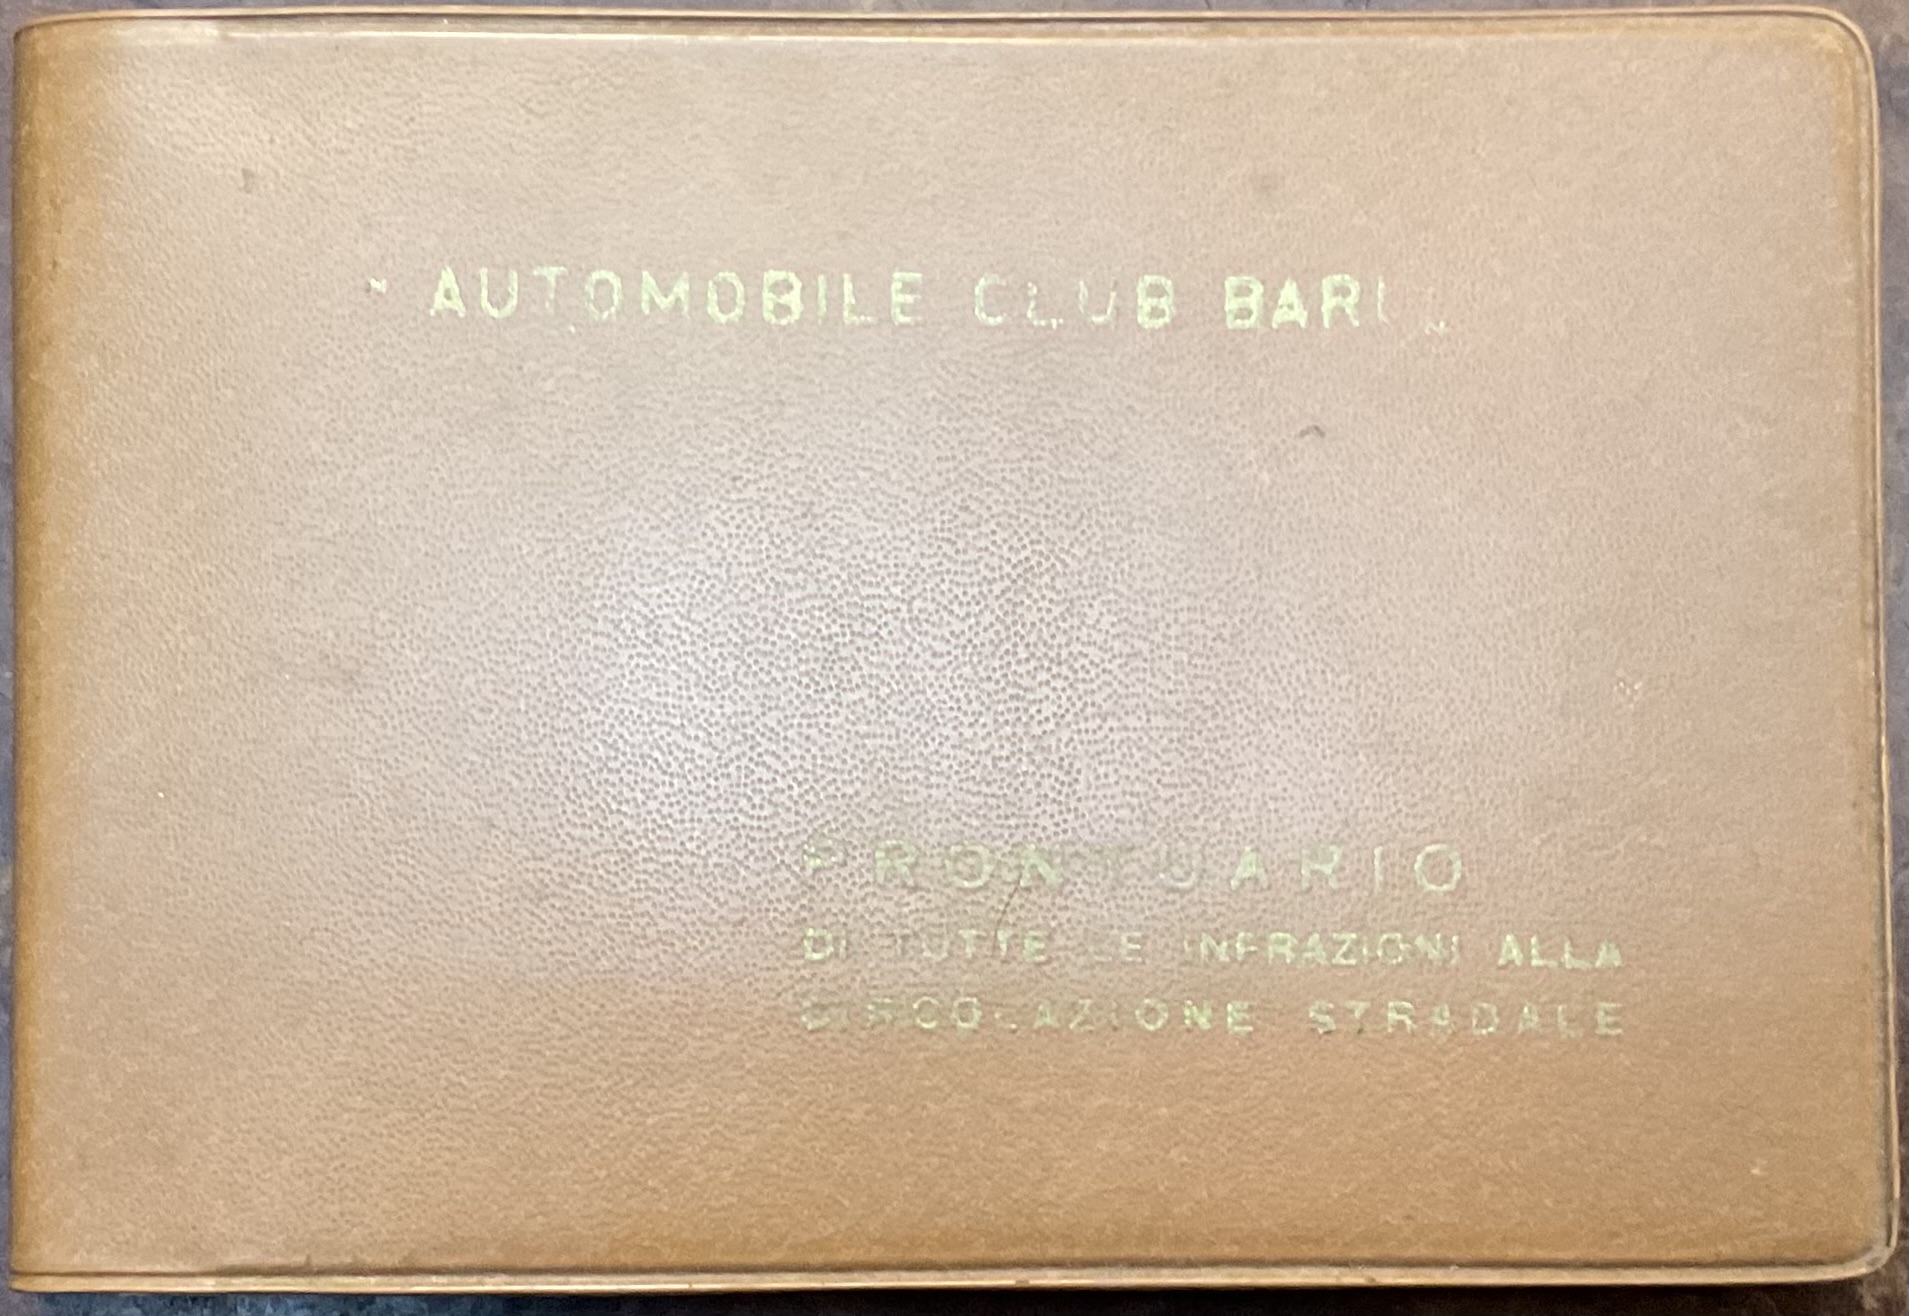 " AUTOMOBILE CLUB BARI „
PRONTUARIO
DI TUTTE LE INFRAZIONI ALLA
CIRCOLAZIONE STRADALE